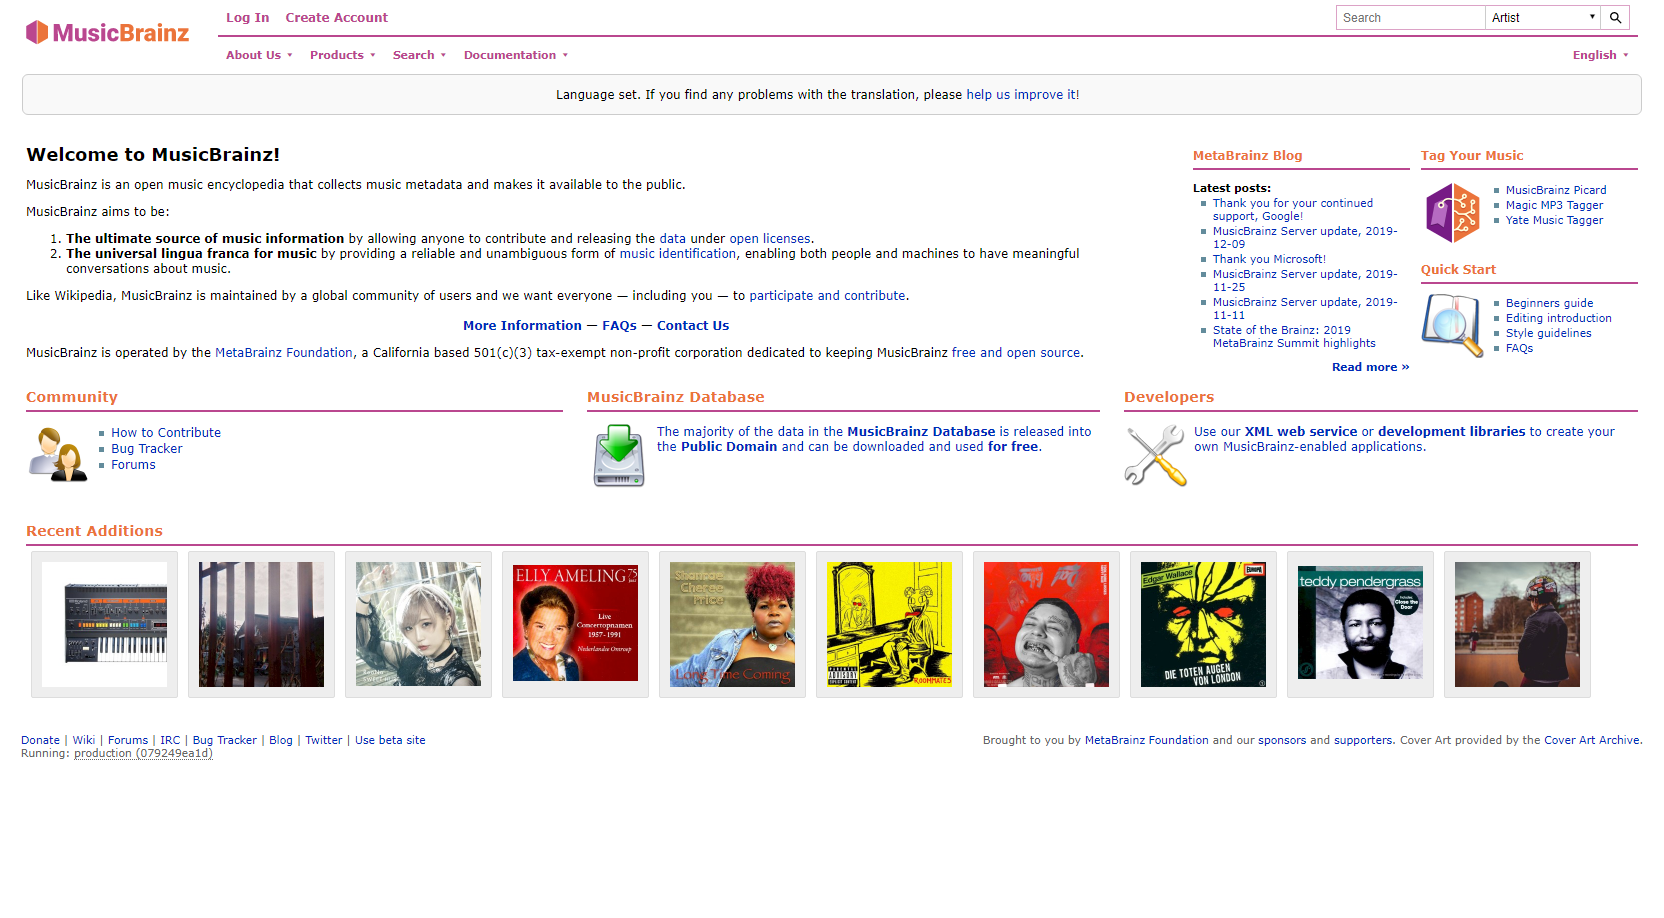 MusicBrainz
Log In Create Account
Search Artist
About Us Products Search Documentation English
Language set. If you find any problems with the translation, please help us improve it!
Welcome to MusicBrainz!
MusicBrainz is an open music encyclopedia that collects music metadata and makes it available to the public.
MusicBrainz aims to be:
1. The ultimate source of music information by allowing anyone to contribute and releasing the data under open licenses.
2. The universal lingua franca for music by providing a reliable and unambiguous form of music identification, enabling both people and machines to have meaningful
conversations about music.
Like Wikipedia, MusicBrainz is maintained by a global community of users and we want everyone — including you — to participate and contribute.
More Information — FAQs — Contact Us
MusicBrainz is operated by the MetaBrainz Foundation, a California based 501(c)(3) tax-exempt non-profit corporation dedicated to keeping MusicBrainz free and open source.
MetaBrainz Blog
Latest posts:
Thank you for your continued
support, Google!
MusicBrainz Server update, 2019-
12-09
Thank you Microsoft!
MusicBrainz Server update, 2019-
11-25
MusicBrainz Server update, 2019-
11-11
State of the Brainz: 2019
MetaBrainz Summit highlights
Read more »
Tag Your Music
MusicBrainz Picard
Magic MP3 Tagger
Yate Music Tagger
Quick Start
Beginners guide
Editing introduction
Style guidelines
FAQs
Community
How to Contribute
Bug Tracker
Forums
MusicBrainz Database
The majority of the data in the MusicBrainz Database is released into
the Public Domain and can be downloaded and used for free.
Developers
Use our XML web service or development libraries to create your
own MusicBrainz-enabled applications.
Recent Additions
ELLY AMELING 75
Live
Concertopnamen
1957-1991
Nederlandse Omroep
Sharree
Cheree
Price
Long Time Coming
PARENTAL
ADVISORY
EXPLICIT CONTENT
ROOMMATES
EUROPA
Edgar Wallace
DIE TOTEN AUGEN
VON LONDON
teddy pendergrass
Includes
Close the
Door
Donate | Wiki | Forums | IRC | Bug Tracker | Blog | Twitter | Use beta site
Running: production (079249ea1d)
Brought to you by MetaBrainz Foundation and our sponsors and supporters. Cover Art provided by the Cover Art Archive.